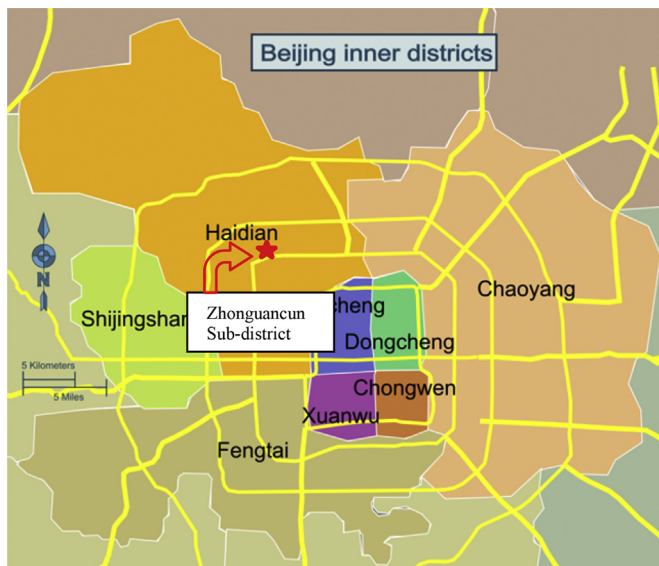 Beijing inner districts
Haidian
Chaoyang
N
Shijingshan
Zhonguancun
Sub-district
cheng
Dongcheng
5 Kilometers
5 Miles
Chongwen
Xuanwu
Fengtai